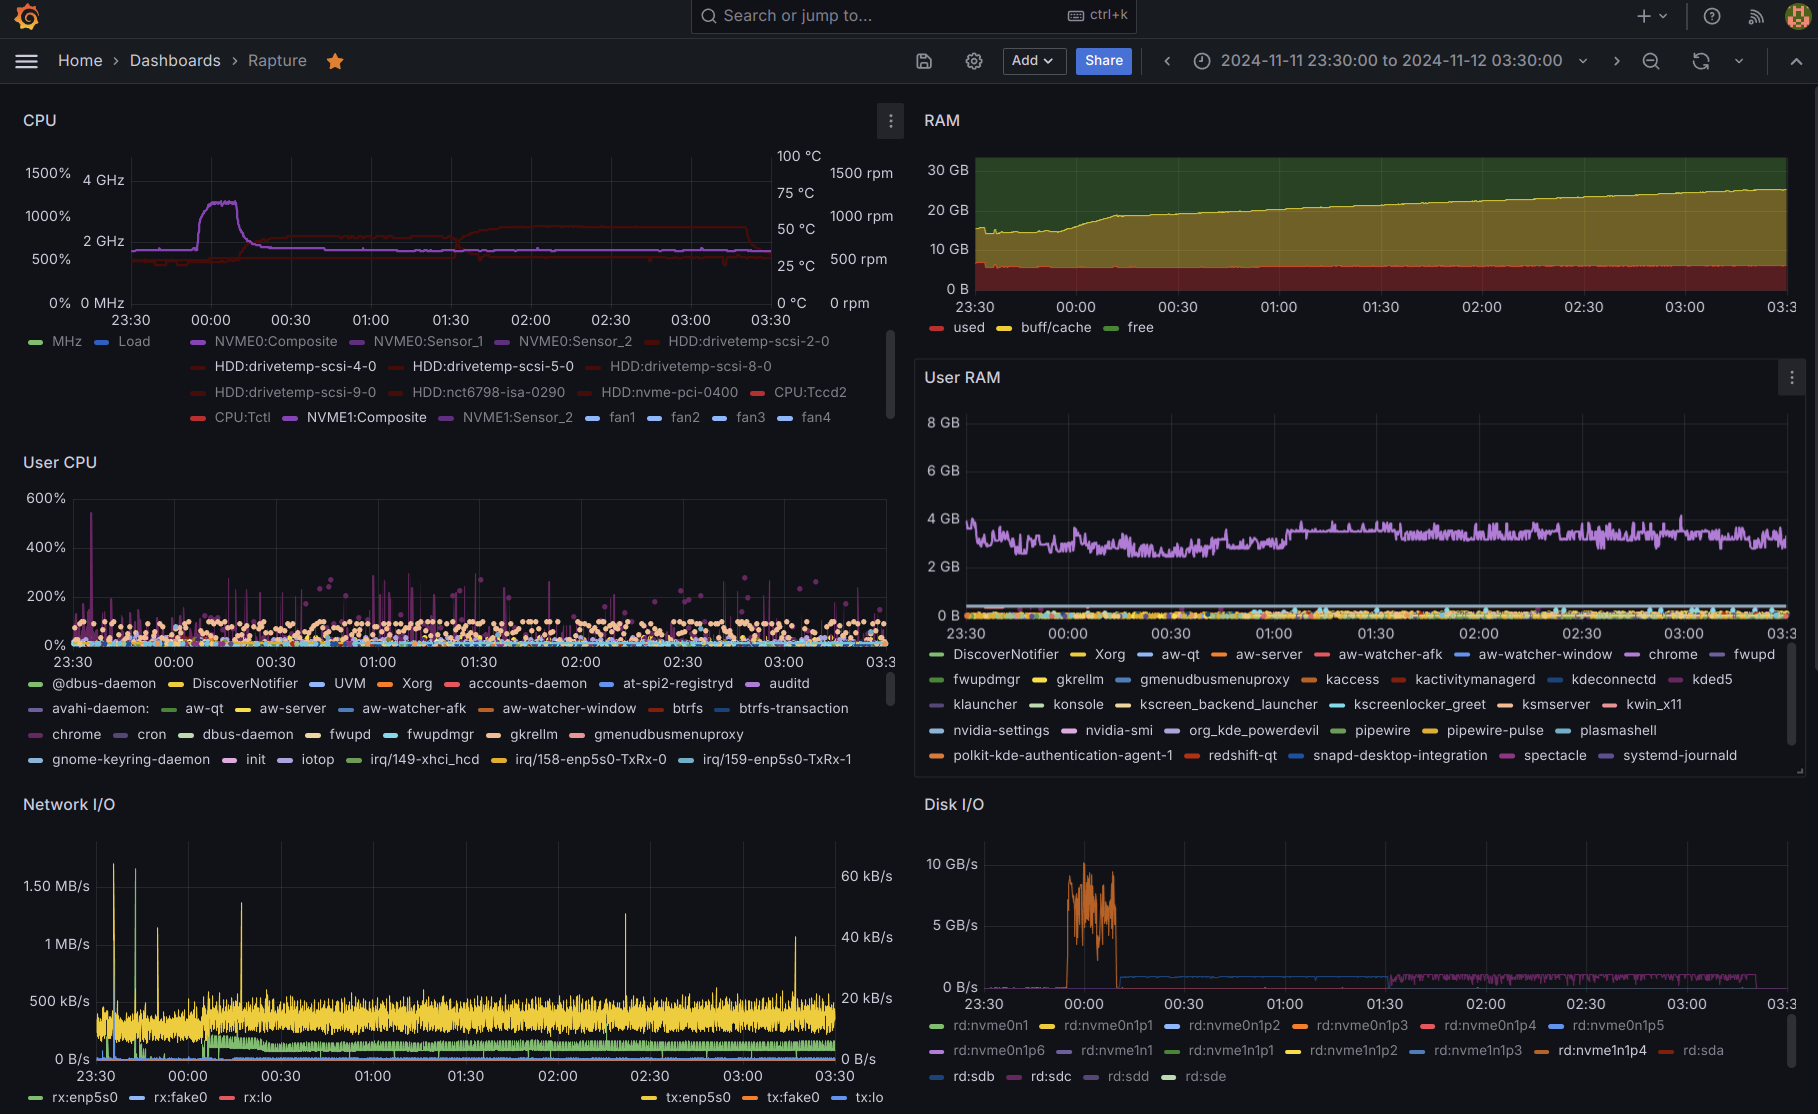 Search or jump to... ctrl+k
Home › Dashboards › Rapture Add Share 2024-11-11 23:30:00 to 2024-11-12 03:30:00
CPU
100 °C
1500% 4 GHz 75 °C 1500 rpm
1000% 2 GHz 50 °C 1000 rpm
500% 25 °C 500 rpm
0% 0 MHz 0 °C 0 rpm
23:30 00:00 00:30 01:00 01:30 02:00 02:30 03:00 03:30
MHz Load NVME0:Composite NVME0:Sensor_1 NVME0:Sensor_2 HDD:drivetemp-scsi-2-0
HDD:drivetemp-scsi-4-0 HDD:drivetemp-scsi-5-0 HDD:drivetemp-scsi-8-0
HDD:drivetemp-scsi-9-0 HDD:nct6798-isa-0290 HDD:nvme-pci-0400 CPU:Tccd2
CPU:Tctl NVME1:Composite NVME1:Sensor_2 fan1 fan2 fan3 fan4
RAM
30 GB
20 GB
10 GB
0 B
23:30 00:00 00:30 01:00 01:30 02:00 02:30 03:00 03:3
used buff/cache free
User CPU
600%
400%
200%
0%
23:30 00:00 00:30 01:00 01:30 02:00 02:30 03:00 03:3
@dbus-daemon DiscoverNotifier UVM Xorg accounts-daemon at-spi2-registryd auditd
avahi-daemon: aw-qt aw-server aw-watcher-afk aw-watcher-window btrfs btrfs-transaction
chrome cron dbus-daemon fwupd fwupdmgr gkrellm gmenudbusmenuproxy
gnome-keyring-daemon init iotop irq/149-xhci_hcd irq/158-enp5s0-TxRx-0 irq/159-enp5s0-TxRx-1
User RAM
8 GB
6 GB
4 GB
2 GB
0 B
23:30 00:00 00:30 01:00 01:30 02:00 02:30 03:00 03:3
DiscoverNotifier Xorg aw-qt aw-server aw-watcher-afk aw-watcher-window chrome fwupd
fwupdmgr gkrellm gmenudbusmenuproxy kaccess kactivitymanagerd kdeconnectd kded5
klauncher konsole kscreen_backend_launcher kscreenlocker_greet ksmserver kwin_x11
nvidia-settings nvidia-smi org_kde_powerdevil pipewire pipewire-pulse plasmashell
polkit-kde-authentication-agent-1 redshift-qt snapd-desktop-integration spectacle systemd-journald
Network I/O
1.50 MB/s 60 kB/s
1 MB/s 40 kB/s
500 kB/s 20 kB/s
0 B/s 0 B/s
23:30 00:00 00:30 01:00 01:30 02:00 02:30 03:00 03:30
rx:enp5s0 rx:fake0 rx:lo tx:enp5s0 tx:fake0 tx:lo
Disk I/O
10 GB/s
5 GB/s
0 B/s
23:30 00:00 00:30 01:00 01:30 02:00 02:30 03:00 03:3
rd:nvme0n1 rd:nvme0n1p1 rd:nvme0n1p2 rd:nvme0n1p3 rd:nvme0n1p4 rd:nvme0n1p5
rd:nvme0n1p6 rd:nvme1n1 rd:nvme1n1p1 rd:nvme1n1p2 rd:nvme1n1p3 rd:nvme1n1p4 rd:sda
rd:sdb rd:sdc rd:sdd rd:sde